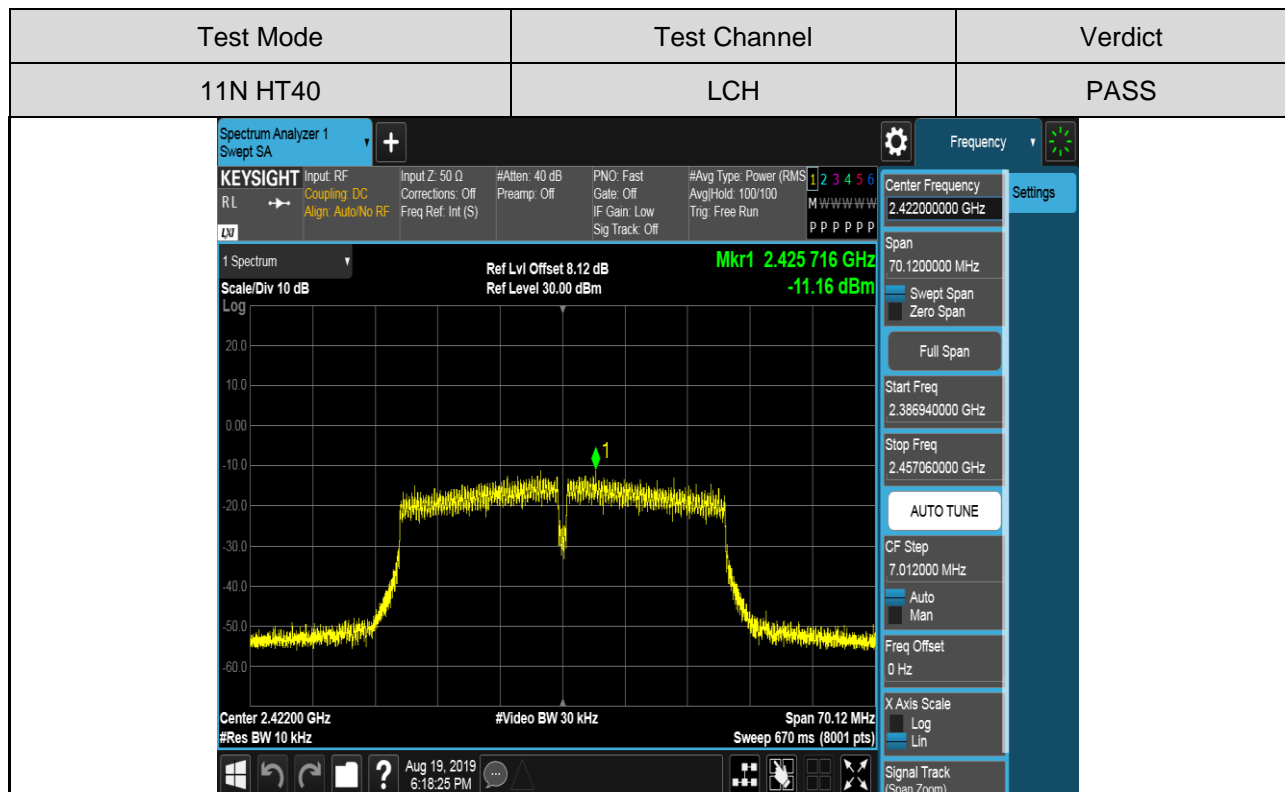 Test Mode Test Channel Verdict
11N HT40 LCH PASS
Spectrum Analyzer 1
Swept SA
+
Frequency
KEYSIGHT
RL
LXI
Input: RF
Coupling: DC
Align: Auto/No RF
Input Z: 50 Ω
Corrections: Off
Freq Ref: Int (S)
#Atten: 40 dB
Preamp: Off
PNO: Fast
Gate: Off
IF Gain: Low
Sig Track: Off
#Avg Type: Power (RMS
Avg|Hold: 100/100
Trig: Free Run
1 2 3 4 5 6
M W W W W W
P P P P P P
1 Spectrum
Scale/Div 10 dB
Ref Lvl Offset 8.12 dB
Ref Level 30.00 dBm
Mkr1 2.425 716 GHz
-11.16 dBm
Log
20.0
10.0
0.00
-10.0
-20.0
-30.0
-40.0
-50.0
-60.0
1
Center 2.42200 GHz
#Res BW 10 kHz
#Video BW 30 kHz
Span 70.12 MHz
Sweep 670 ms (8001 pts)
Center Frequency
2.422000000 GHz
Settings
Span
70.1200000 MHz
Swept Span
Zero Span
Full Span
Start Freq
2.386940000 GHz
Stop Freq
2.457060000 GHz
AUTO TUNE
CF Step
7.012000 MHz
Auto
Man
Freq Offset
0 Hz
X Axis Scale
Log
Lin
Signal Track
(Span Zoom)
?
Aug 19, 2019
6:18:25 PM